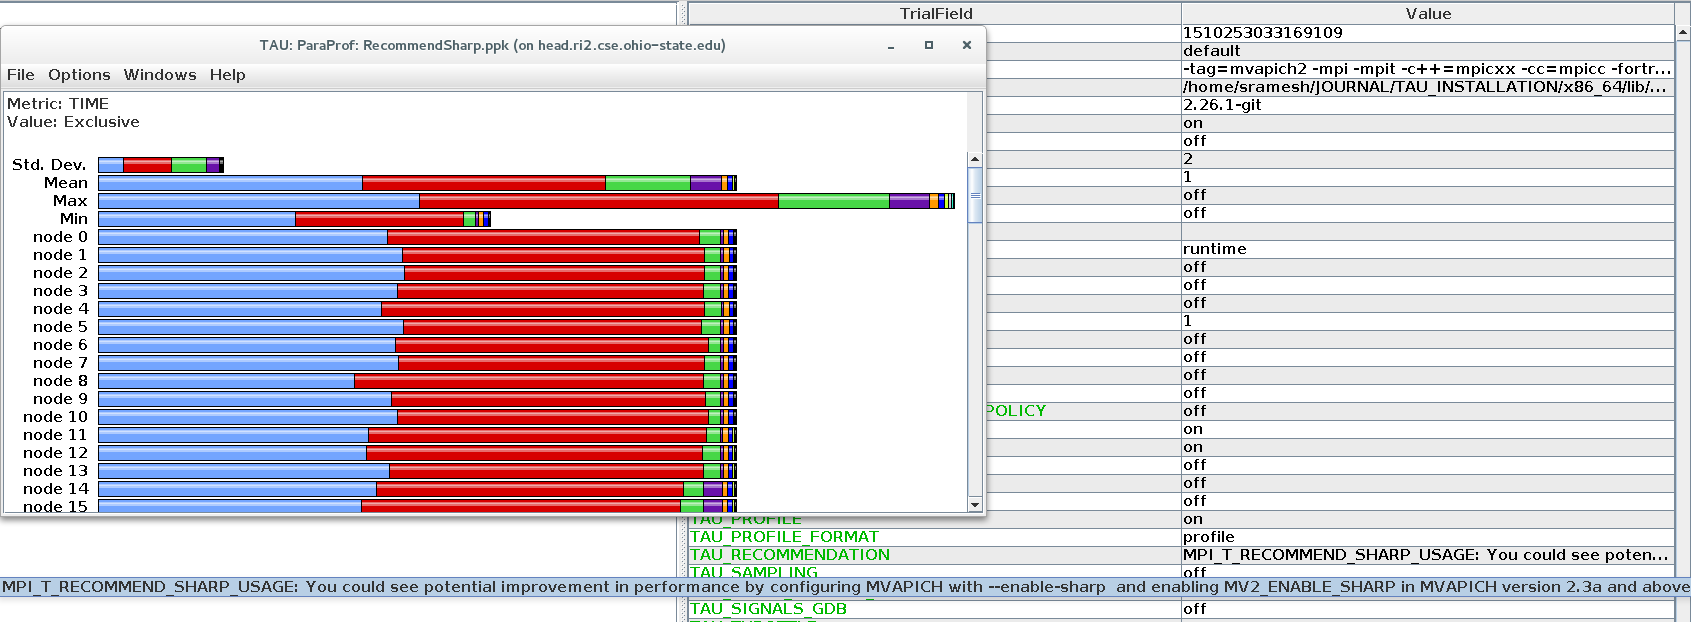 TrialField Value
TAU: ParaProf: RecommendSharp.ppk (on head.ri2.cse.ohio-state.edu)
File Options Windows Help
Metric: TIME
Value: Exclusive
Std. Dev.
Mean
Max
Min
node 0
node 1
node 2
node 3
node 4
node 5
node 6
node 7
node 8
node 9
node 10
node 11
node 12
node 13
node 14
node 15
1510253033169109
default
-tag=mvapich2 -mpi -mpit -c++=mpicxx -cc=mpicc -fortr...
/home/sramesh/JOURNAL/TAU_INSTALLATION/x86_64/lib/...
2.26.1-git
on
off
2
1
off
off
runtime
off
off
off
1
off
off
off
off
POLICY off
on
on
off
off
off
TAU_PROFILE on
TAU_PROFILE_FORMAT profile
TAU_RECOMMENDATION MPI_T_RECOMMEND_SHARP_USAGE: You could see poten...
TAU_SAMPLING off
MPI_T_RECOMMEND_SHARP_USAGE: You could see potential improvement in performance by configuring MVAPICH with --enable-sharp and enabling MV2_ENABLE_SHARP in MVAPICH version 2.3a and above
TAU_SIGNALS_GDB off